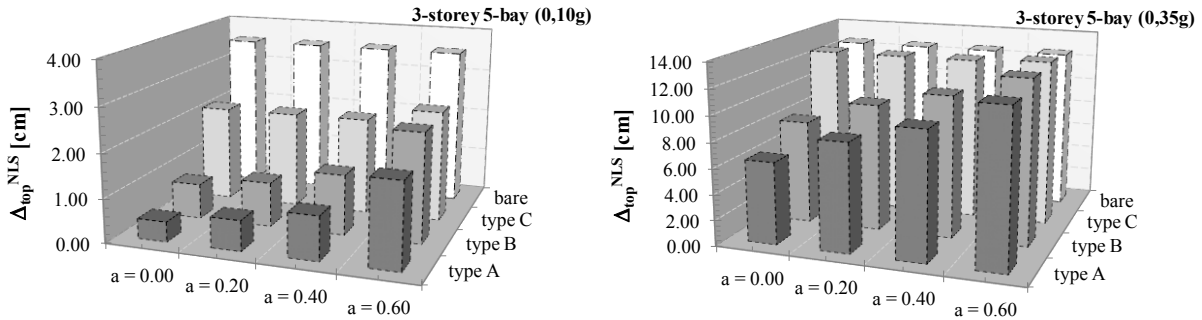 3-storey 5-bay (0,10g)
4.00
3.00
2.00
1.00
0.00
Δtop^NLS [cm]
a = 0.00
a = 0.20
a = 0.40
a = 0.60
bare
type C
type B
type A
3-storey 5-bay (0,35g)
14.00
12.00
10.00
8.00
6.00
4.00
2.00
0.00
Δtop^NLS [cm]
a = 0.00
a = 0.20
a = 0.40
a = 0.60
bare
type C
type B
type A